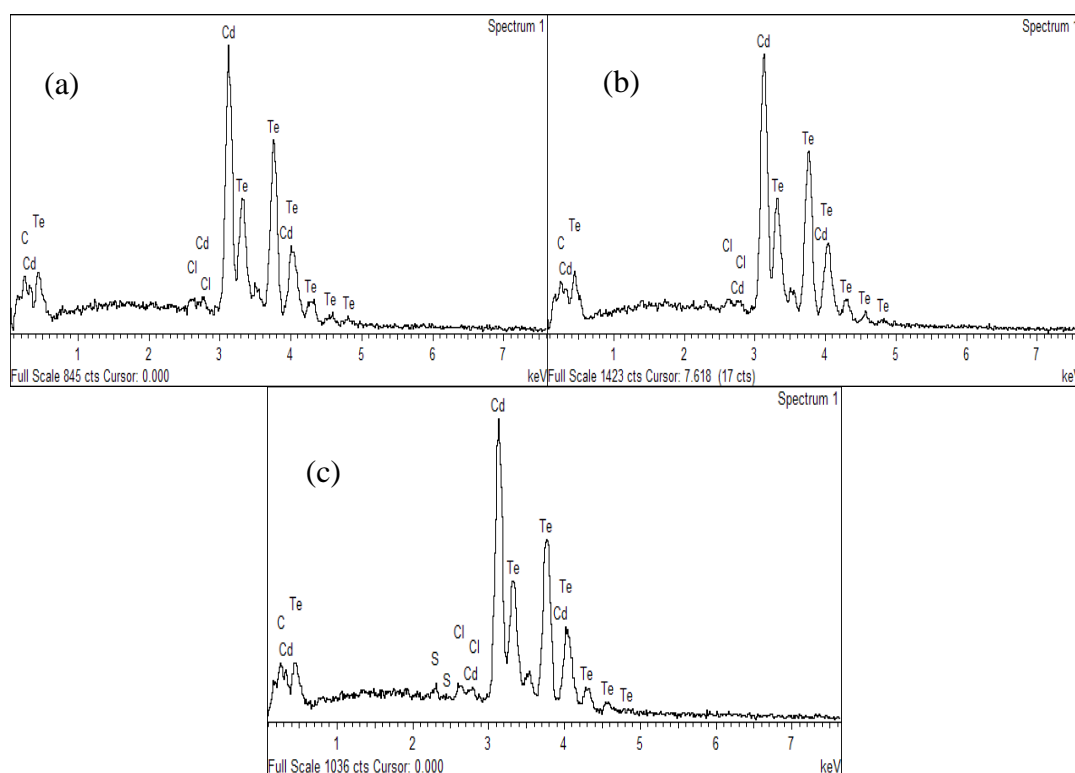 Spectrum 1
(a)
Cd
Te
Te
Te
Cd
C
Te
Cd
Cd
Cl
Cl
Te
Te
Te
1 2 3 4 5 6 7
Full Scale 845 cts Cursor: 0.000 keV
Spectrum 1
(b)
Cd
Te
Te
Te
Cd
Te
C
Cd
Cl
Cl
Cd
Te
Te
Te
1 2 3 4 5 6 7
Full Scale 1423 cts Cursor: 7.618 (17 cts) keV
Spectrum 1
(c)
Cd
Te
Te
Te
Cd
Te
C
Cd
S
S
Cl
Cl
Cd
Te
Te
Te
1 2 3 4 5 6 7
Full Scale 1036 cts Cursor: 0.000 keV